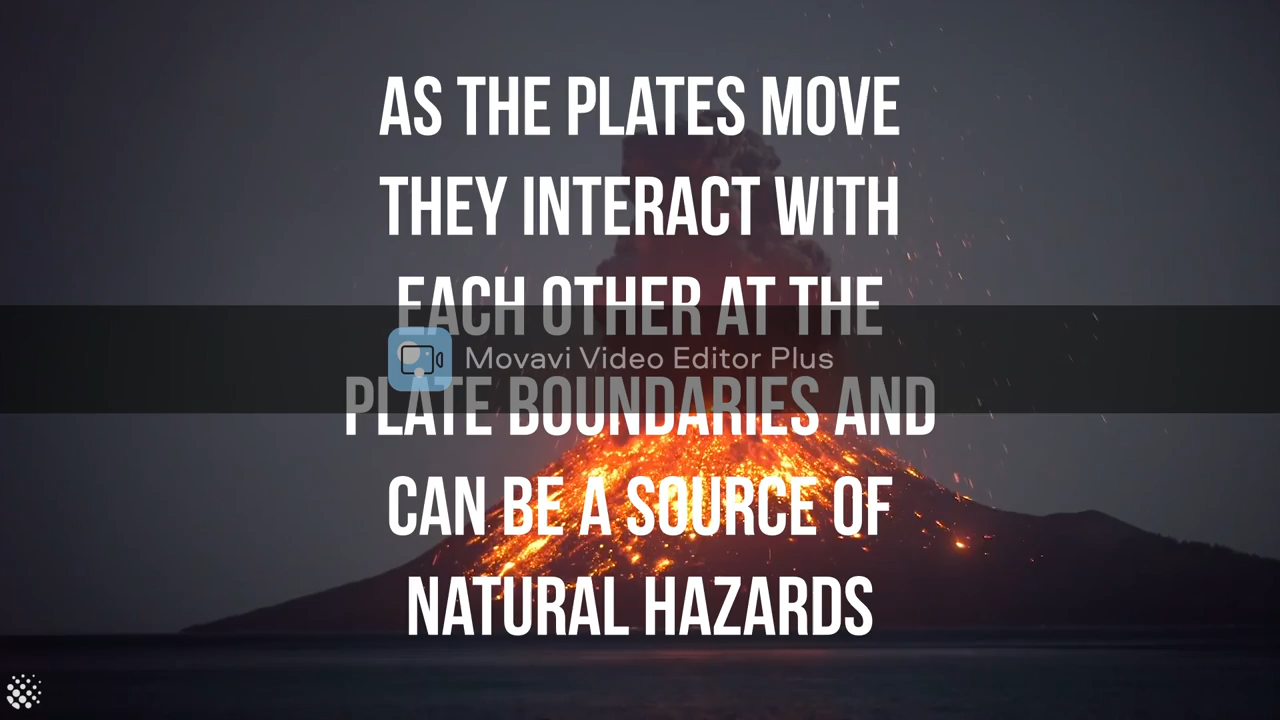 AS THE PLATES MOVE
THEY INTERACT WITH
EACH OTHER AT THE
Movavi Video Editor Plus
PLATE BOUNDARIES AND
CAN BE A SOURCE OF
NATURAL HAZARDS